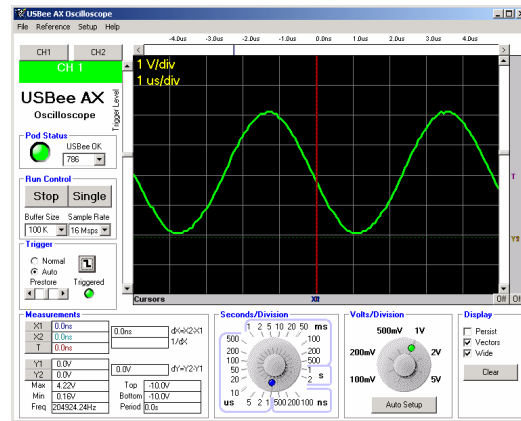 USBee AX Oscilloscope
File Reference Setup Help
-4.0us -3.0us -2.0us -1.0us 0.0us 1.0us 2.0us 3.0us 4.0us
CH1 CH2
CH 1
1 V/div
1 us/div
USBee AX
Oscilloscope
Trigger Level
Pod Status
USBee OK
786
Run Control
Stop Single
Buffer Size Sample Rate
100 K 16 Msps
T
Y2
Trigger
Normal
Auto
Prestore Triggered
Cursors Off
Measurements
X1 0.0ns
X2 0.0ns
T 0.0ns
0.0ns dX=X2-X1
1/dX
Y1 0.0V
Y2 0.0V
0.0V dY=Y2-Y1
Max 4.22V Top -10.0V
Min 0.16V Bottom -10.0V
Freq 204924.24Hz Period 0.0s
Seconds/Division
1 2 5 10 20 50 ms
500 100
200 200
100 500
50 1
20 2 s
10
us 5 2 1 500 200 100 ns
Volts/Division
500mV 1V
200mV 2V
100mV 5V
Auto Setup
Display
Persist
Vectors
Wide
Clear